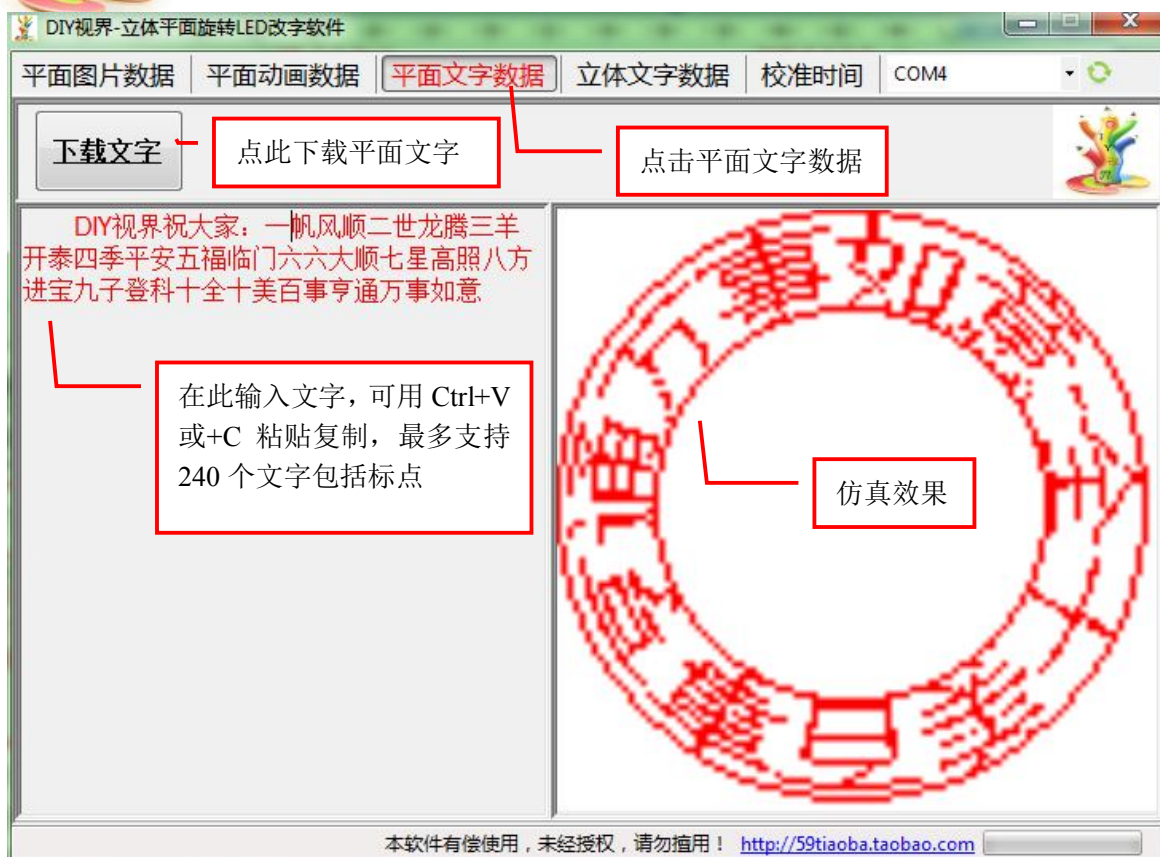 DIY视界-立体平面旋转LED改字软件
平面图片数据 平面动画数据 平面文字数据 立体文字数据 校准时间 COM4
下载文字
点此下载平面文字
点击平面文字数据
DIY视界祝大家：一帆风顺二世龙腾三羊
开泰四季平安五福临门六六大顺七星高照八方
进宝九子登科十全十美百事亨通万事如意
在此输入文字，可用 Ctrl+V
或+C 粘贴复制，最多支持
240 个文字包括标点
仿真效果
本软件有偿使用，未经授权，请勿擅用！ http://59tiaoba.taobao.com